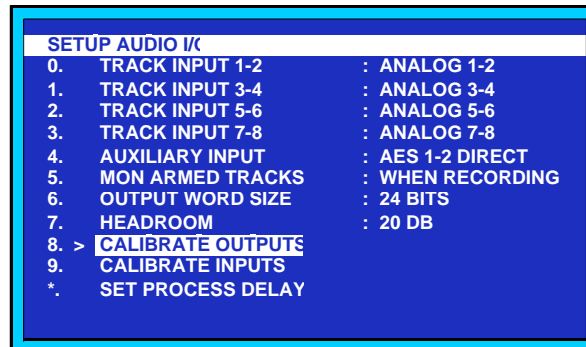 SETUP AUDIO I/O
0. TRACK INPUT 1-2 : ANALOG 1-2
1. TRACK INPUT 3-4 : ANALOG 3-4
2. TRACK INPUT 5-6 : ANALOG 5-6
3. TRACK INPUT 7-8 : ANALOG 7-8
4. AUXILIARY INPUT : AES 1-2 DIRECT
5. MON ARMED TRACKS : WHEN RECORDING
6. OUTPUT WORD SIZE : 24 BITS
7. HEADROOM : 20 DB
8. > CALIBRATE OUTPUTS
9. CALIBRATE INPUTS
*. SET PROCESS DELAY